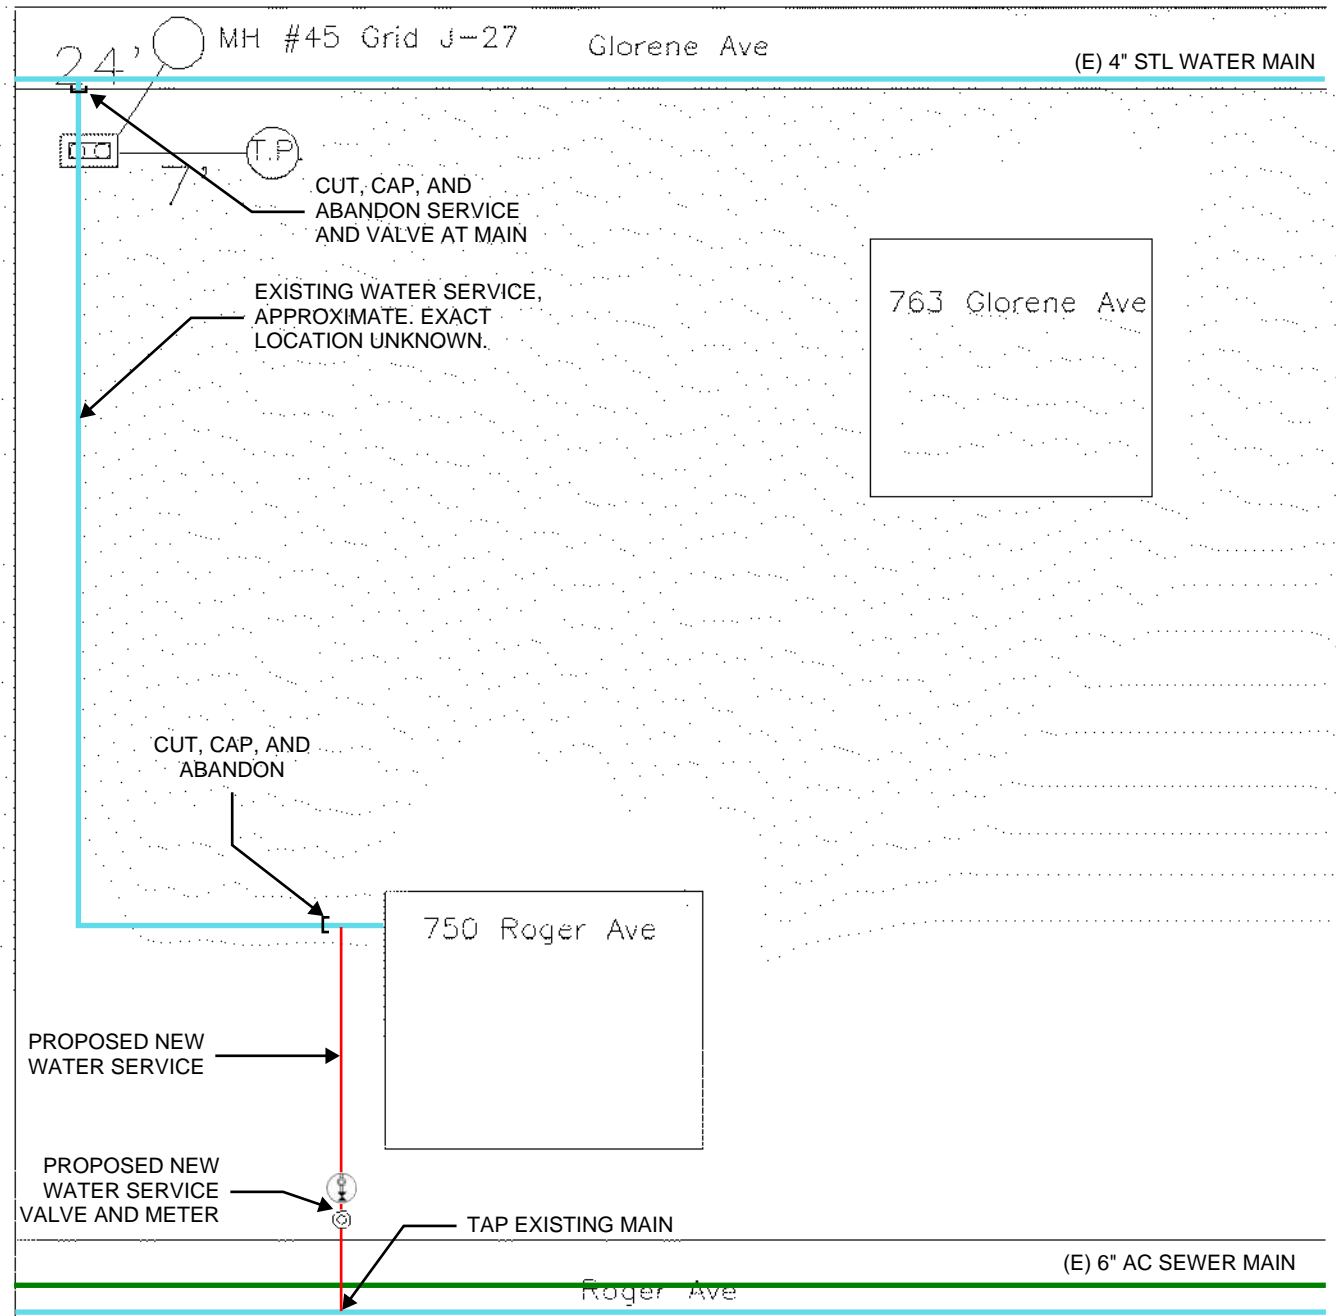 MH #45 Grid J-27
Glorene Ave
24'
(E) 4" STL WATER MAIN
T.P.
7'
CUT, CAP, AND
ABANDON SERVICE
AND VALVE AT MAIN
EXISTING WATER SERVICE,
APPROXIMATE. EXACT
LOCATION UNKNOWN.
763 Glorene Ave
CUT, CAP, AND
ABANDON
750 Roger Ave
PROPOSED NEW
WATER SERVICE
PROPOSED NEW
WATER SERVICE
VALVE AND METER
TAP EXISTING MAIN
(E) 6" AC SEWER MAIN
Roger Ave